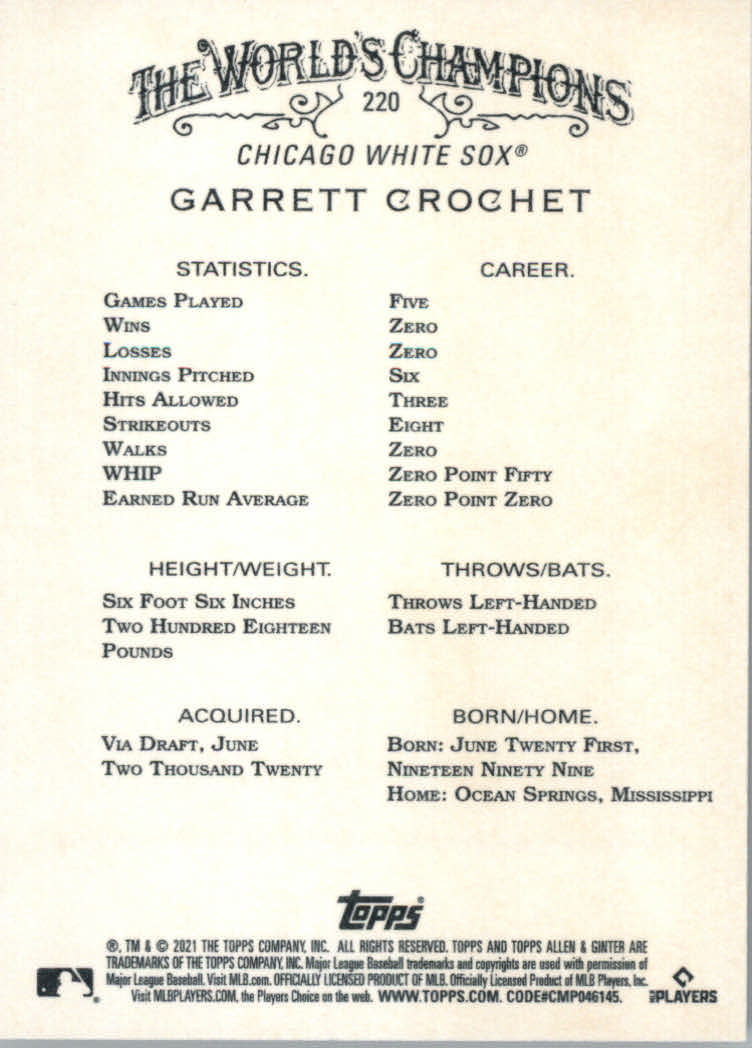 THE WORLD'S CHAMPIONS
220
CHICAGO WHITE SOX®
GARRETT CROCHET
STATISTICS. CAREER.
GAMES PLAYED FIVE
WINS ZERO
LOSSES ZERO
INNINGS PITCHED SIX
HITS ALLOWED THREE
STRIKEOUTS EIGHT
WALKS ZERO
WHIP ZERO POINT FIFTY
EARNED RUN AVERAGE ZERO POINT ZERO
HEIGHT/WEIGHT.
SIX FOOT SIX INCHES
TWO HUNDRED EIGHTEEN
POUNDS
THROWS/BATS.
THROWS LEFT-HANDED
BATS LEFT-HANDED
ACQUIRED.
VIA DRAFT, JUNE
TWO THOUSAND TWENTY
BORN/HOME.
BORN: JUNE TWENTY FIRST,
NINETEEN NINETY NINE
HOME: OCEAN SPRINGS, MISSISSIPPI
topps®
®, TM & © 2021 THE TOPPS COMPANY, INC. ALL RIGHTS RESERVED. TOPPS AND TOPPS ALLEN & GINTER ARE
TRADEMARKS OF THE TOPPS COMPANY, INC. Major League Baseball trademarks and copyrights are used with permission of
Major League Baseball. Visit MLB.com. OFFICIALLY LICENSED PRODUCT OF MLB. Officially Licensed Product of MLB Players, Inc.
Visit MLBPLAYERS.COM, the Players Choice on the web. WWW.TOPPS.COM. CODE#CMP046145.
MLB PLAYERS